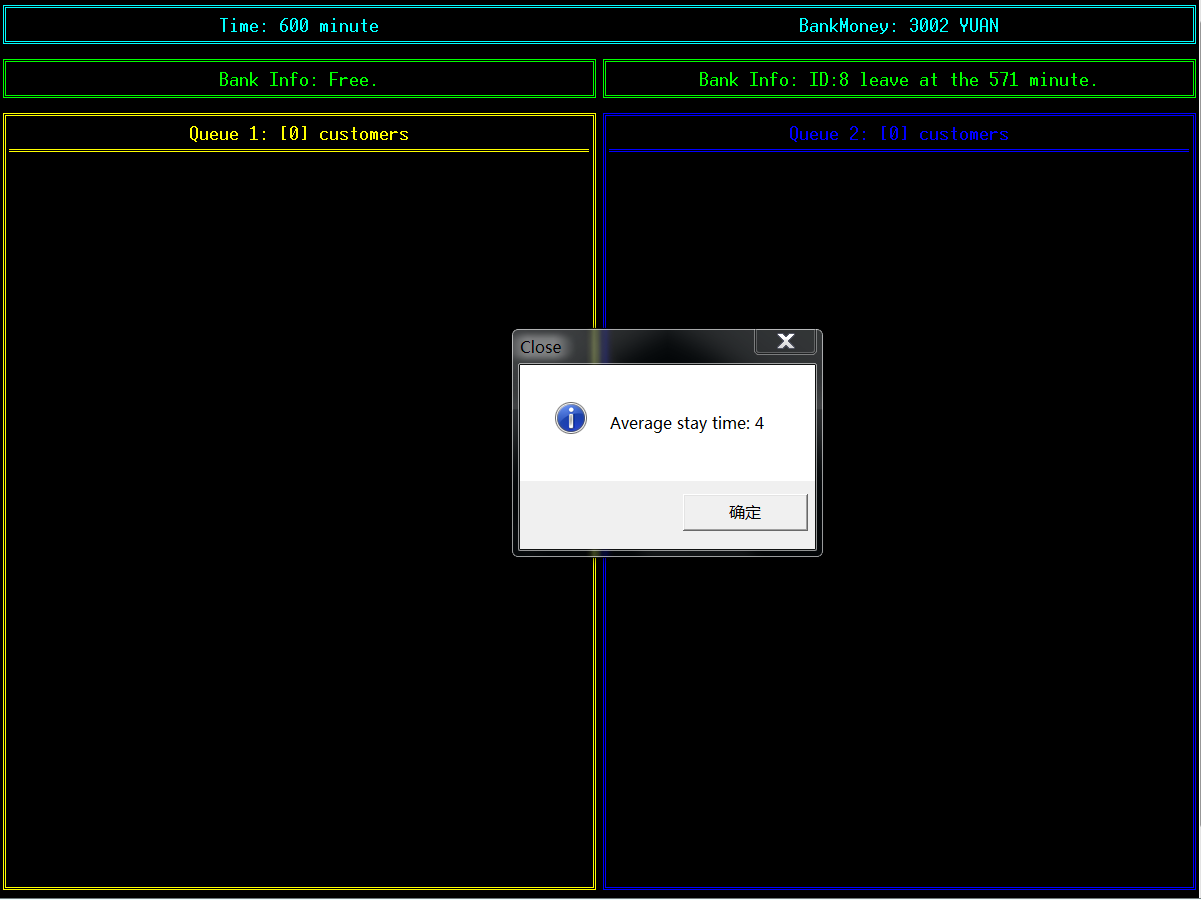 Time: 600 minute
BankMoney: 3002 YUAN
Bank Info: Free.
Bank Info: ID:8 leave at the 571 minute.
Queue 1: [0] customers
Queue 2: [0] customers
Close
Average stay time: 4
确定